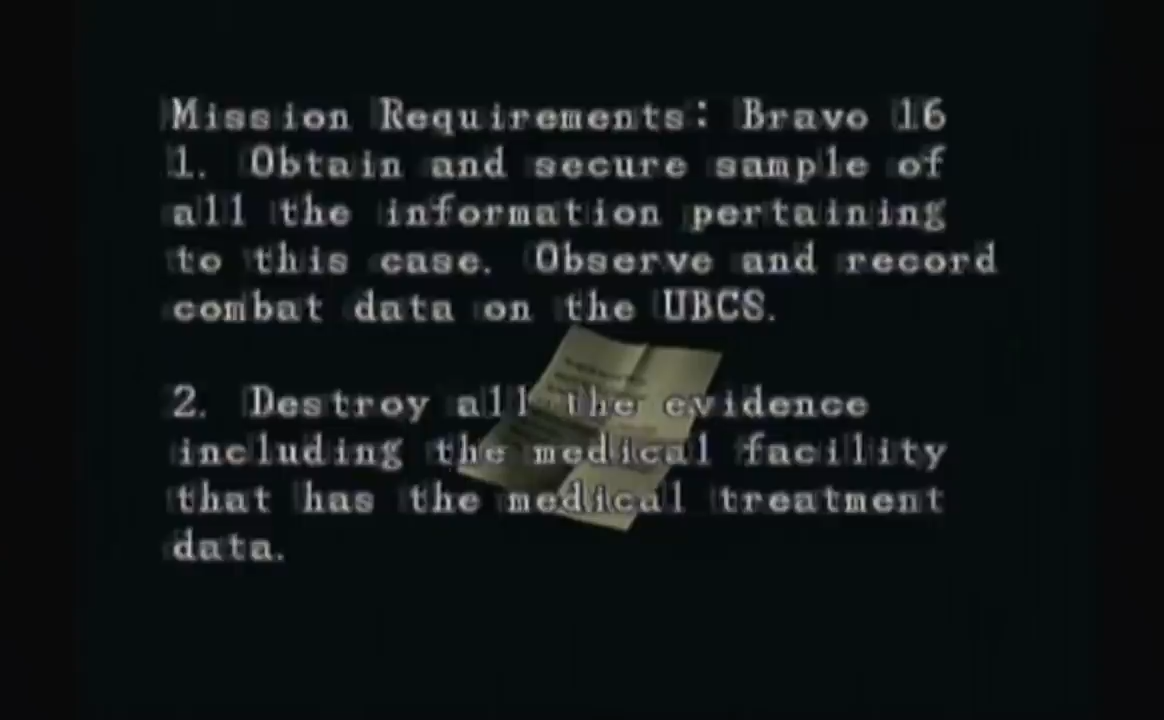 Mission Requirements: Bravo 16
1. Obtain and secure sample of
all the information pertaining
to this case. Observe and record
combat data on the UBCS.
2. Destroy all the evidence
including the medical facility
that has the medical treatment
data.